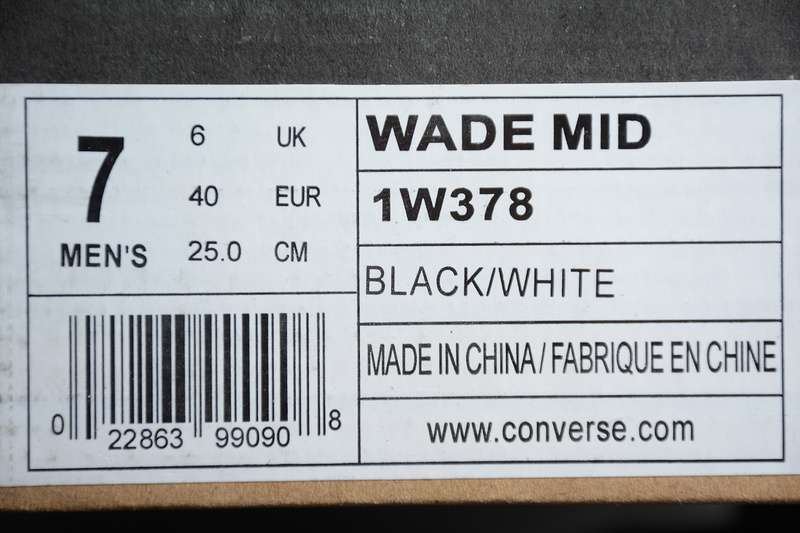 7
MEN'S
6 UK
40 EUR
25.0 CM
0 22863 99090 8
WADE MID
1W378
BLACK/WHITE
MADE IN CHINA/FABRIQUE EN CHINE
www.converse.com